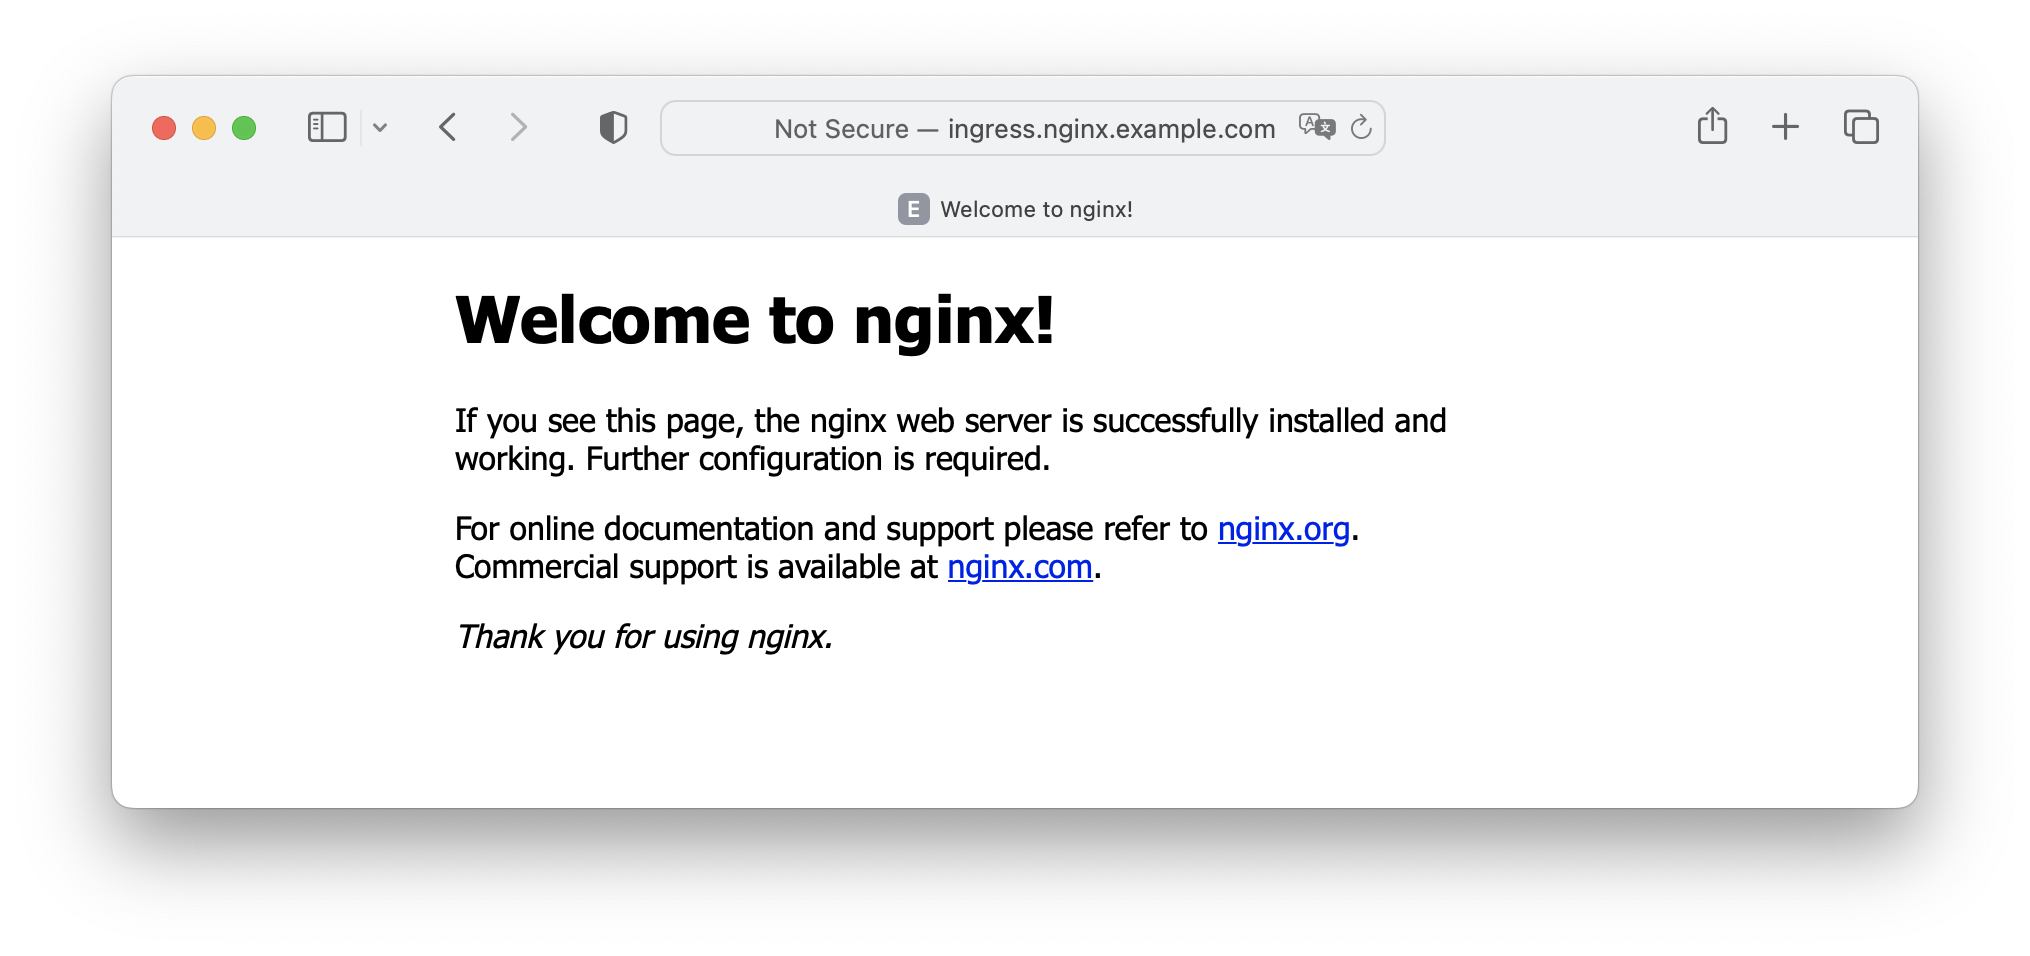 Not Secure — ingress.nginx.example.com
E Welcome to nginx!
Welcome to nginx!
If you see this page, the nginx web server is successfully installed and
working. Further configuration is required.
For online documentation and support please refer to nginx.org.
Commercial support is available at nginx.com.
Thank you for using nginx.